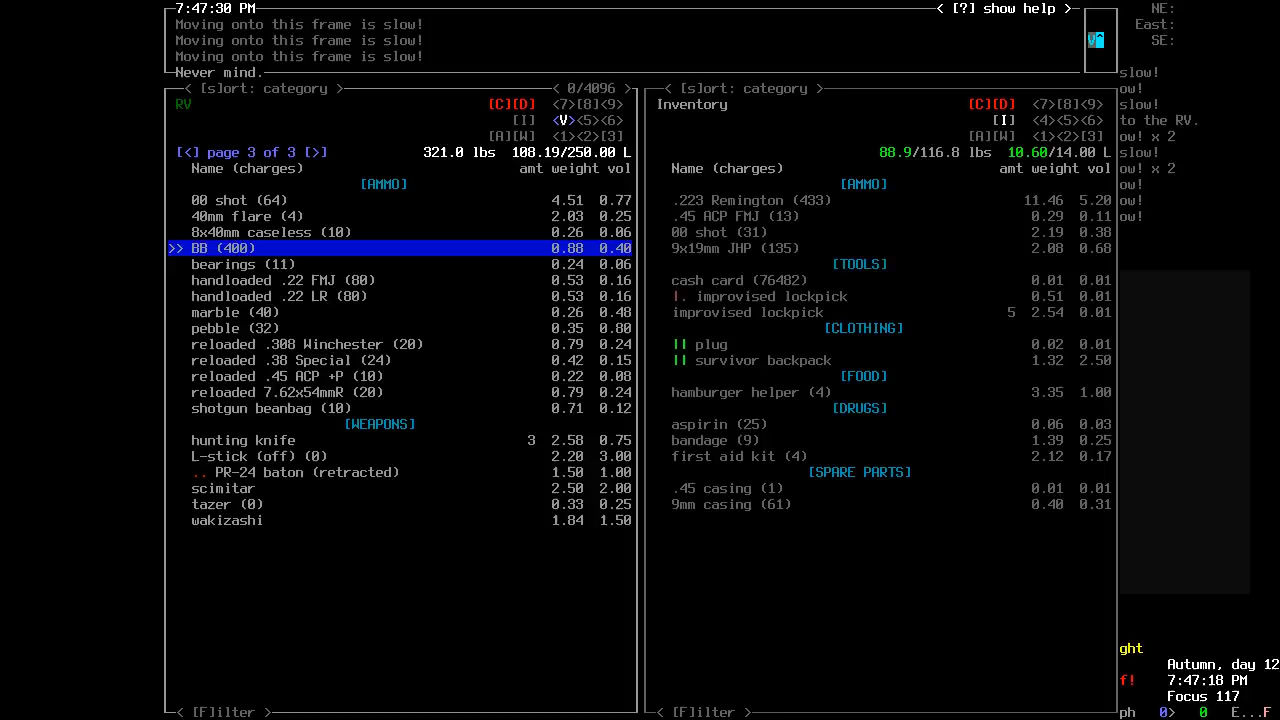 7:47:30 PM < [?] show help > NE:
Moving onto this frame is slow! East:
Moving onto this frame is slow! V^ SE:
Moving onto this frame is slow!
Never mind. slow!
< [s]ort: category > < 0/4096 > < [s]ort: category > ow!
RV [C][D] <7>[8]<9> Inventory [C][D] <7>[8]<9> slow!
[I] <V><5><6> [I] <4><5><6> to the RV.
[A][W] <1><2>[3] [A][W] <1><2>[3] ow! x 2
[<] page 3 of 3 [>] 321.0 lbs 108.19/250.00 L 88.9/116.8 lbs 10.60/14.00 L slow!
Name (charges) amt weight vol Name (charges) amt weight vol ow! x 2
[AMMO] [AMMO] ow!
00 shot (64) 4.51 0.77 .223 Remington (433) 11.46 5.20 ow!
40mm flare (4) 2.03 0.25 .45 ACP FMJ (13) 0.29 0.11 ow!
8x40mm caseless (10) 0.26 0.06 00 shot (31) 2.19 0.38
>> BB (400) 0.88 0.40 9x19mm JHP (135) 2.08 0.68
bearings (11) 0.24 0.06 [TOOLS]
handloaded .22 FMJ (80) 0.53 0.16 cash card (76482) 0.01 0.01
handloaded .22 LR (80) 0.53 0.16 |. improvised lockpick 0.51 0.01
marble (40) 0.26 0.48 improvised lockpick 5 2.54 0.01
pebble (32) 0.35 0.80 [CLOTHING]
reloaded .308 Winchester (20) 0.79 0.24 || plug 0.02 0.01
reloaded .38 Special (24) 0.42 0.15 || survivor backpack 1.32 2.50
reloaded .45 ACP +P (10) 0.22 0.08 [FOOD]
reloaded 7.62x54mmR (20) 0.79 0.24 hamburger helper (4) 3.35 1.00
shotgun beanbag (10) 0.71 0.12 [DRUGS]
[WEAPONS] aspirin (25) 0.06 0.03
hunting knife 3 2.58 0.75 bandage (9) 1.39 0.25
L-stick (off) (0) 2.20 3.00 first aid kit (4) 2.12 0.17
.. PR-24 baton (retracted) 1.50 1.00 [SPARE PARTS]
scimitar 2.50 2.00 .45 casing (1) 0.01 0.01
tazer (0) 0.33 0.25 9mm casing (61) 0.40 0.31
wakizashi 1.84 1.50
ght
Autumn, day 12
f! 7:47:18 PM
Focus 117
< [F]ilter > < [F]ilter > ph 0> 0 E...F